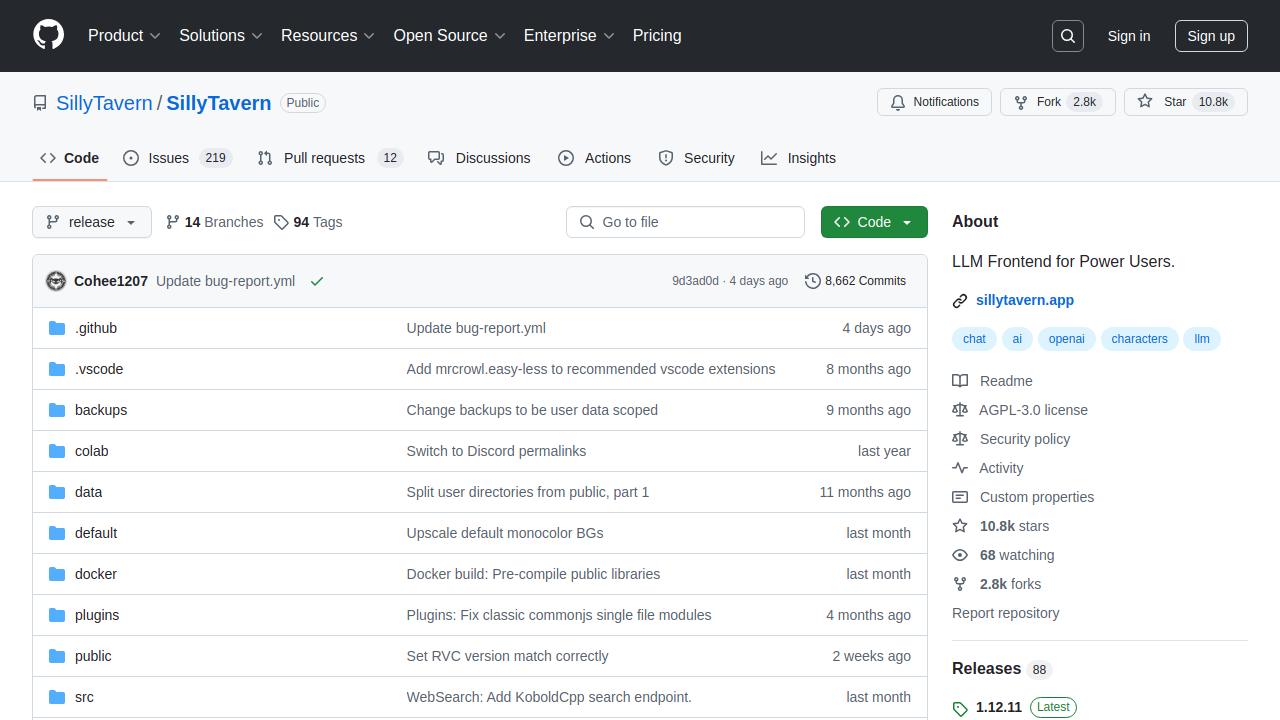 Product Solutions Resources Open Source Enterprise Pricing Sign in Sign up
SillyTavern / SillyTavern Public Notifications Fork 2.8k Star 10.8k
Code Issues 219 Pull requests 12 Discussions Actions Security Insights
release 14 Branches 94 Tags Go to file Code
Cohee1207 Update bug-report.yml 9d3ad0d · 4 days ago 8,662 Commits
.github Update bug-report.yml 4 days ago
.vscode Add mrcrowl.easy-less to recommended vscode extensions 8 months ago
backups Change backups to be user data scoped 9 months ago
colab Switch to Discord permalinks last year
data Split user directories from public, part 1 11 months ago
default Upscale default monocolor BGs last month
docker Docker build: Pre-compile public libraries last month
plugins Plugins: Fix classic commonjs single file modules 4 months ago
public Set RVC version match correctly 2 weeks ago
src WebSearch: Add KoboldCpp search endpoint. last month
About
LLM Frontend for Power Users.
sillytavern.app
chat ai openai characters llm
Readme
AGPL-3.0 license
Security policy
Activity
Custom properties
10.8k stars
68 watching
2.8k forks
Report repository
Releases 88
1.12.11 Latest